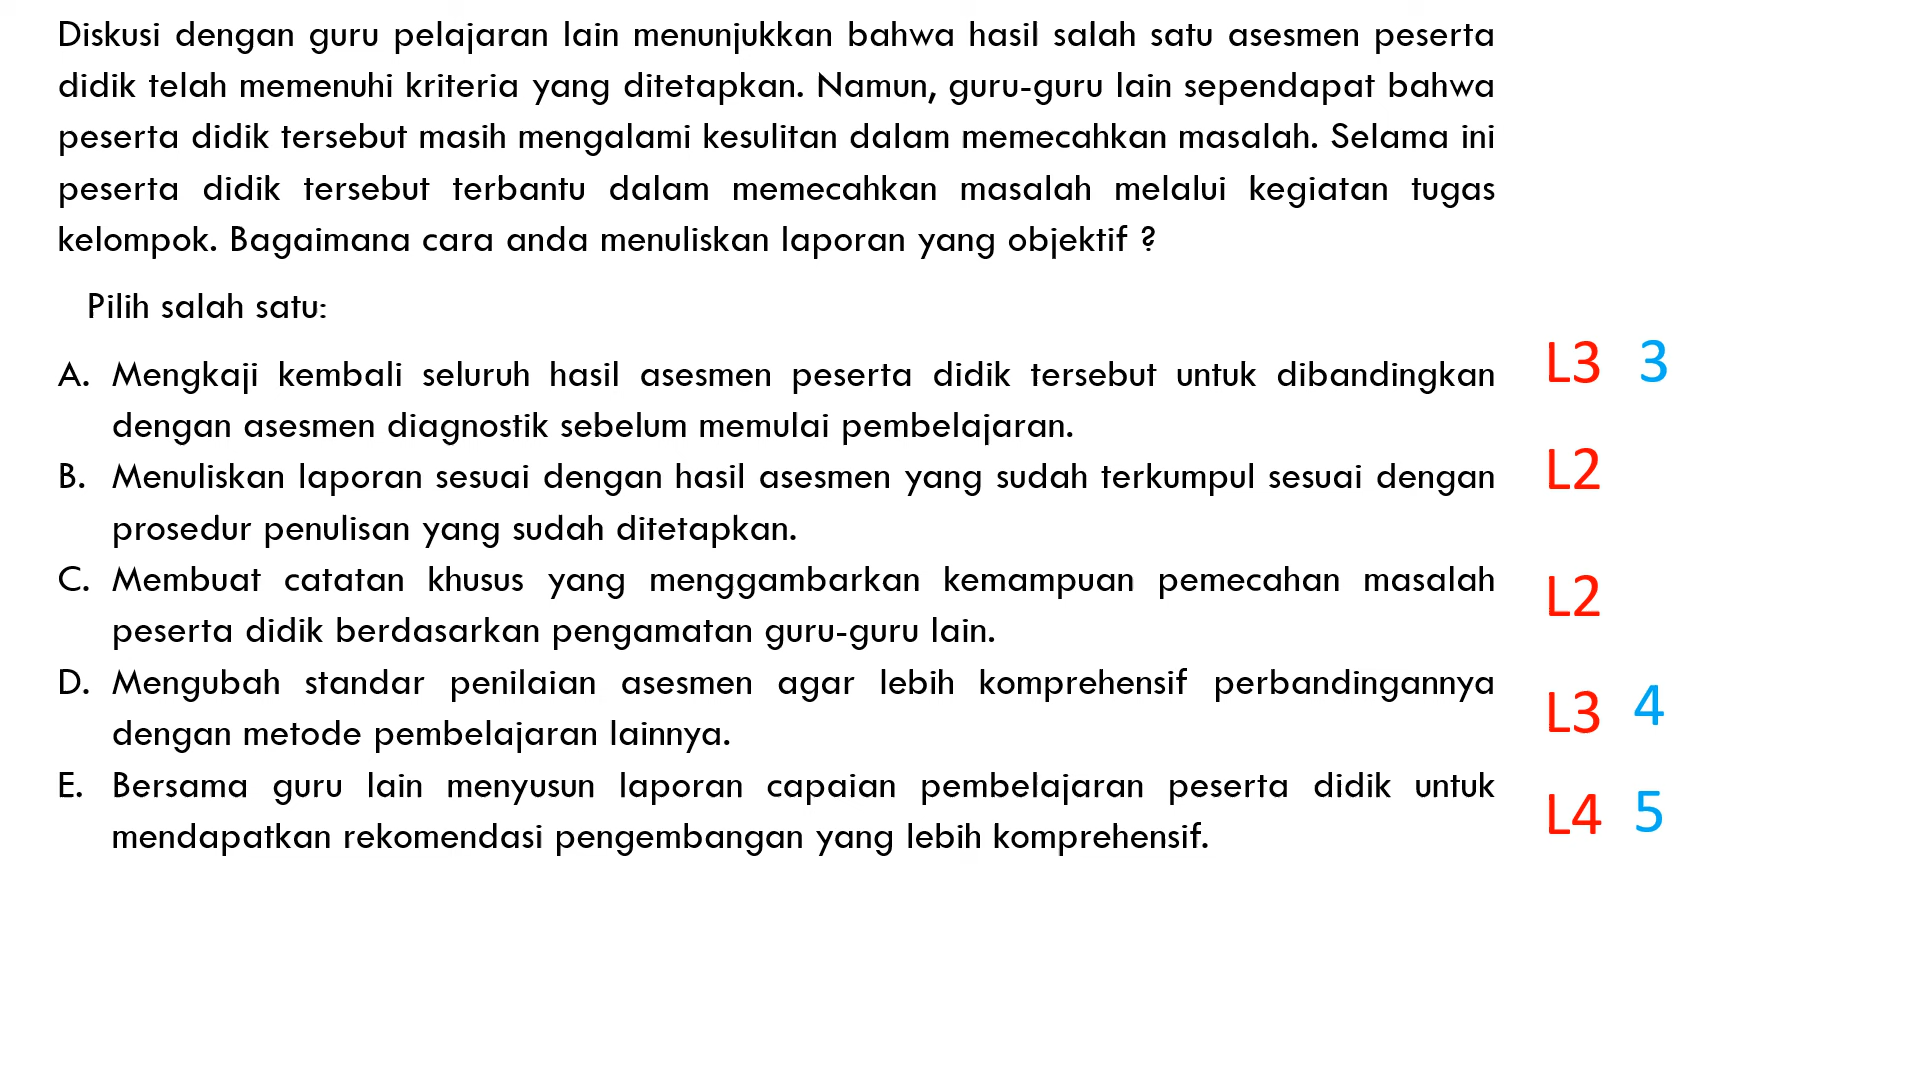 Diskusi dengan guru pelajaran lain menunjukkan bahwa hasil salah satu asesmen peserta
didik telah memenuhi kriteria yang ditetapkan. Namun, guru-guru lain sependapat bahwa
peserta didik tersebut masih mengalami kesulitan dalam memecahkan masalah. Selama ini
peserta didik tersebut terbantu dalam memecahkan masalah melalui kegiatan tugas
kelompok. Bagaimana cara anda menuliskan laporan yang objektif ?
Pilih salah satu:
A. Mengkaji kembali seluruh hasil asesmen peserta didik tersebut untuk dibandingkan L3 3
dengan asesmen diagnostik sebelum memulai pembelajaran.
B. Menuliskan laporan sesuai dengan hasil asesmen yang sudah terkumpul sesuai dengan L2
prosedur penulisan yang sudah ditetapkan.
C. Membuat catatan khusus yang menggambarkan kemampuan pemecahan masalah L2
peserta didik berdasarkan pengamatan guru-guru lain.
D. Mengubah standar penilaian asesmen agar lebih komprehensif perbandingannya L3 4
dengan metode pembelajaran lainnya.
E. Bersama guru lain menyusun laporan capaian pembelajaran peserta didik untuk L4 5
mendapatkan rekomendasi pengembangan yang lebih komprehensif.